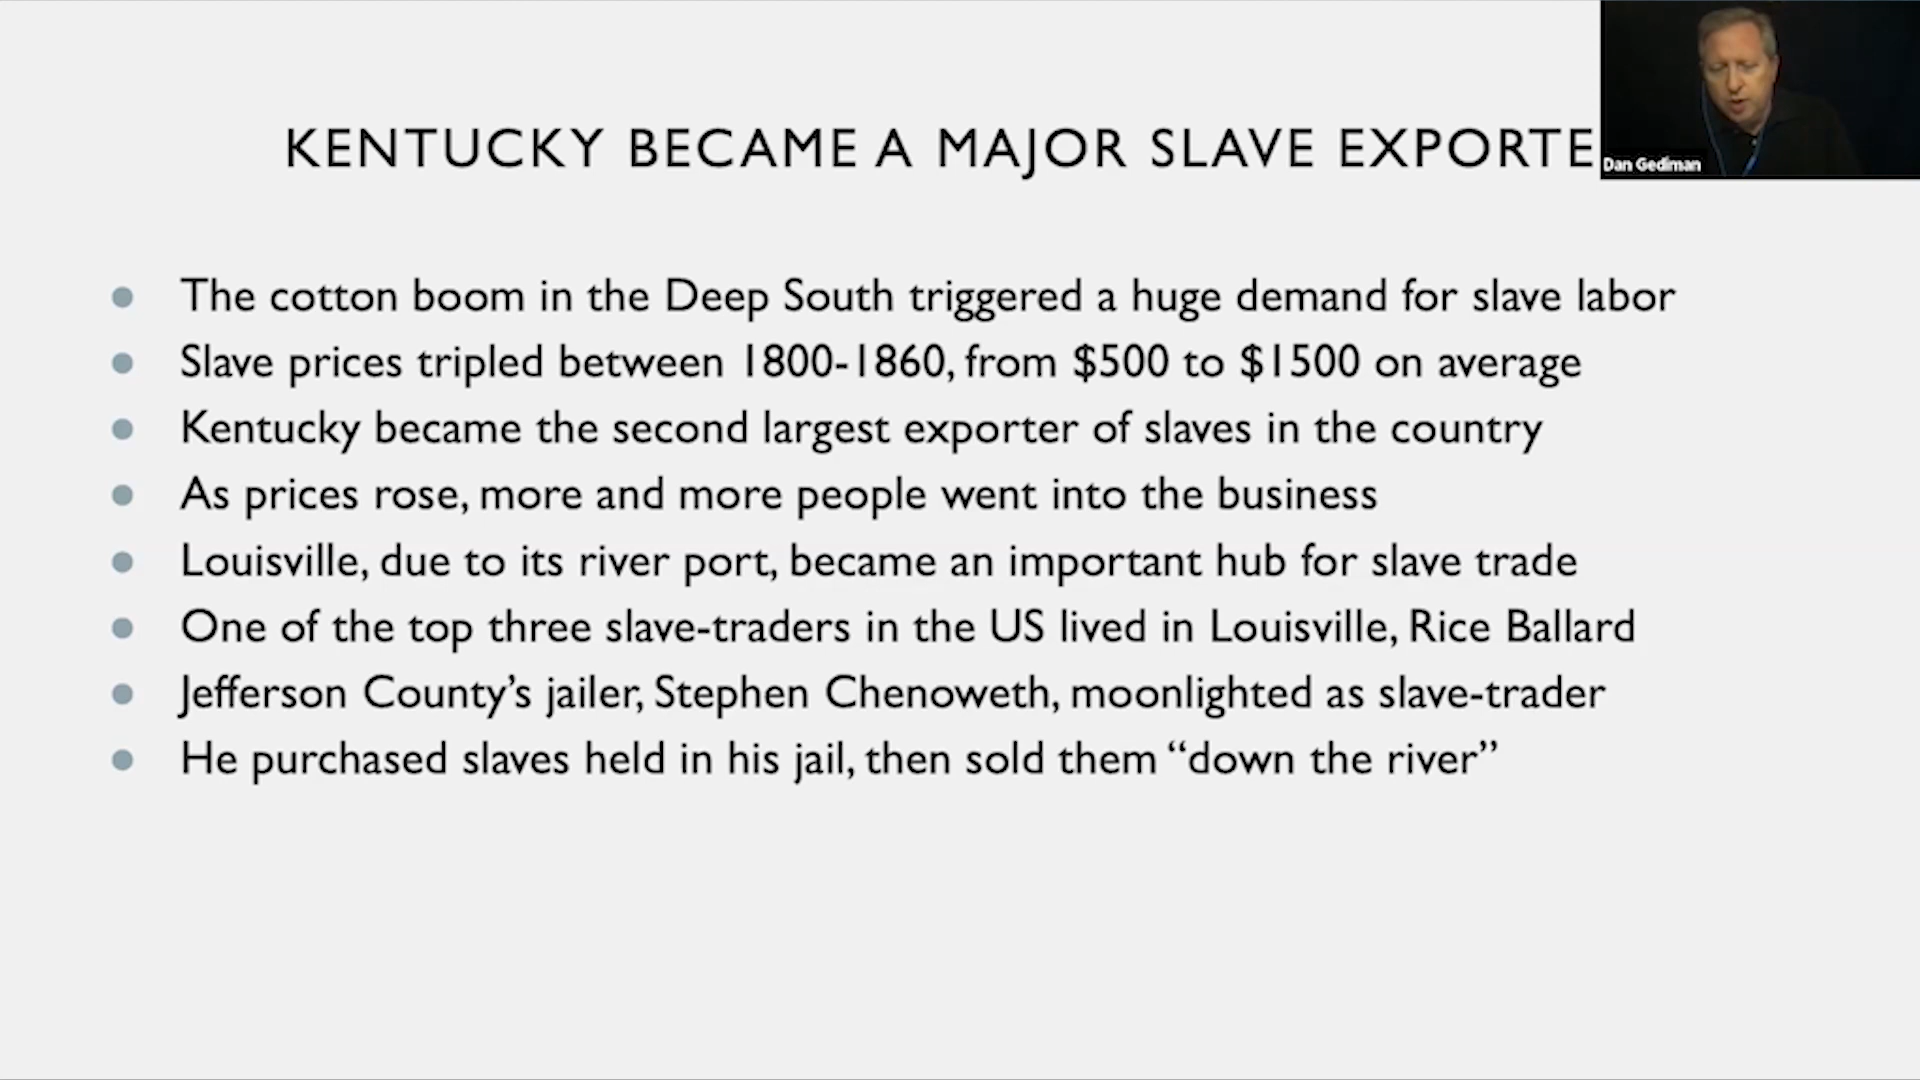 KENTUCKY BECAME A MAJOR SLAVE EXPORTE
Dan Gediman
The cotton boom in the Deep South triggered a huge demand for slave labor
Slave prices tripled between 1800-1860, from $500 to $1500 on average
Kentucky became the second largest exporter of slaves in the country
As prices rose, more and more people went into the business
Louisville, due to its river port, became an important hub for slave trade
One of the top three slave-traders in the US lived in Louisville, Rice Ballard
Jefferson County’s jailer, Stephen Chenoweth, moonlighted as slave-trader
He purchased slaves held in his jail, then sold them “down the river”